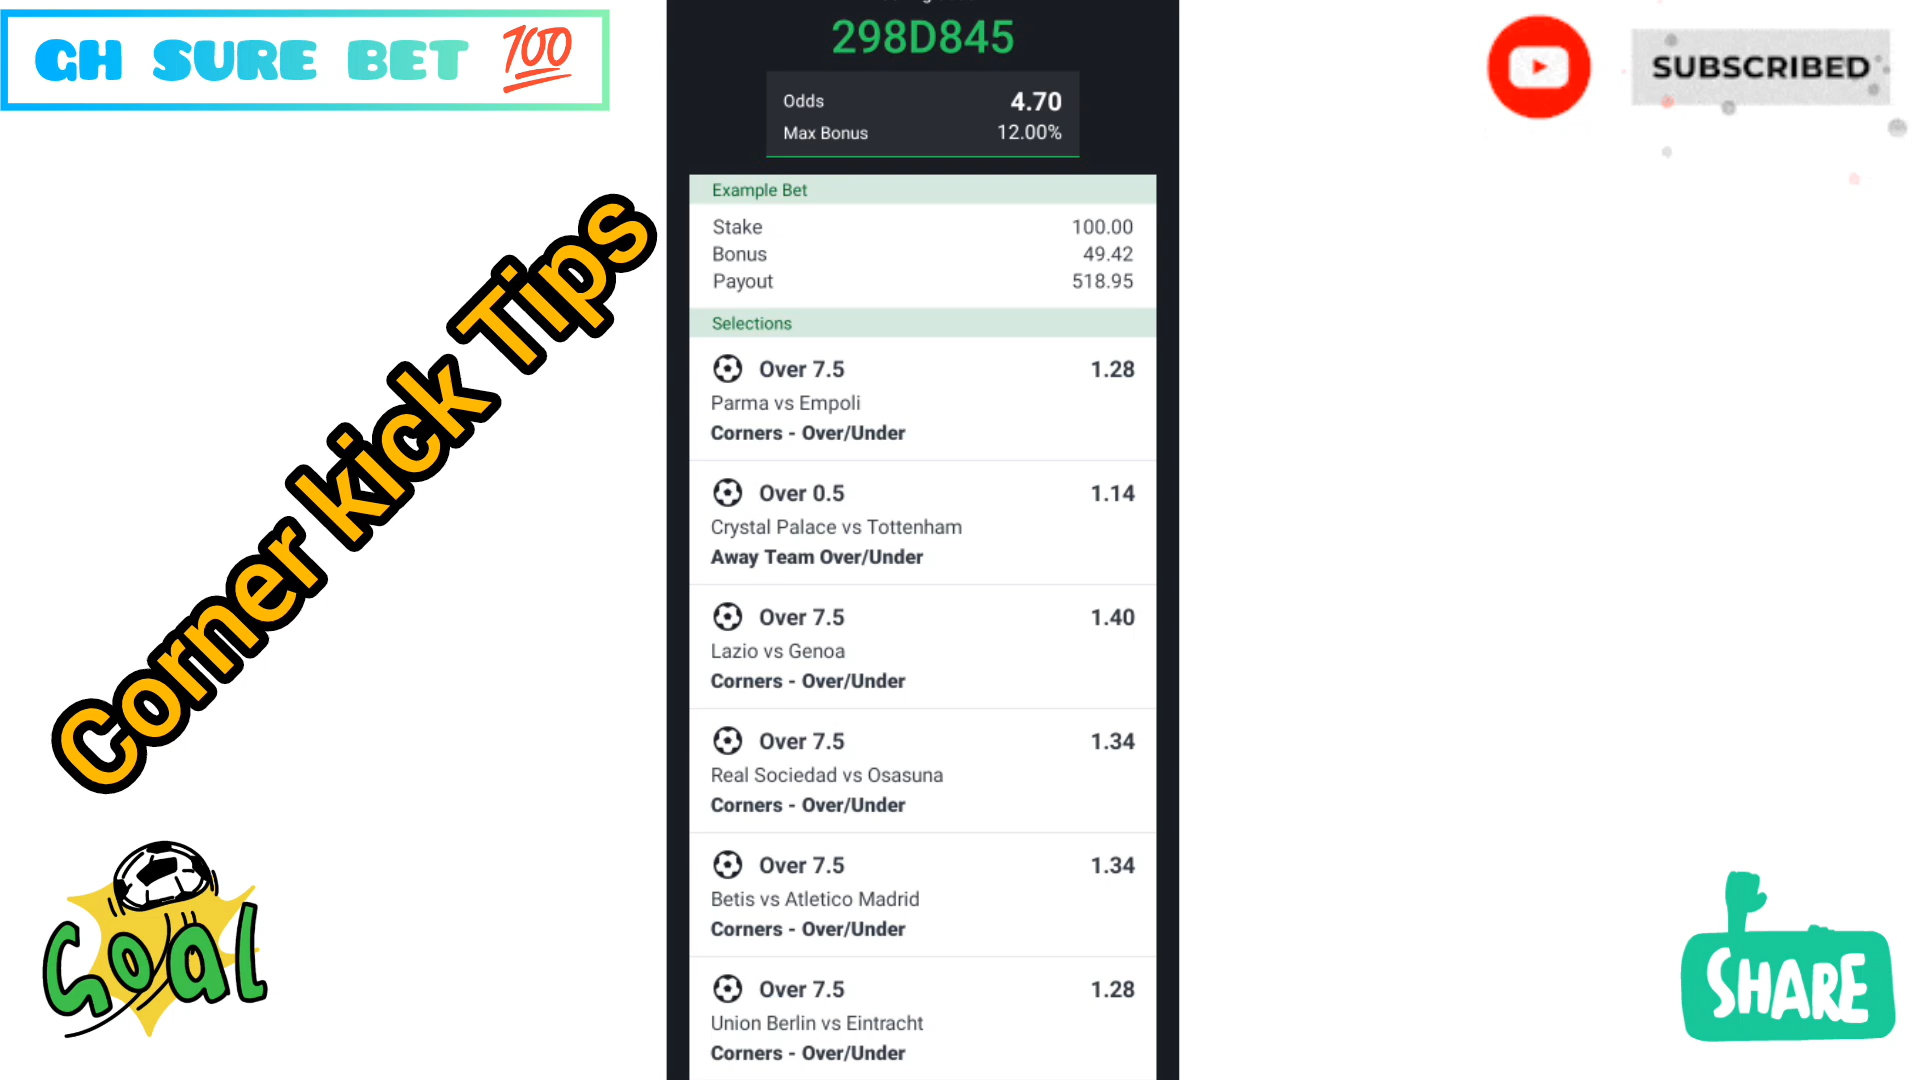 GH SURE BET 💯
298D845
Odds 4.70
Max Bonus 12.00%
Example Bet
Stake 100.00
Bonus 49.42
Payout 518.95
Selections
Over 7.5 1.28
Parma vs Empoli
Corners - Over/Under
Over 0.5 1.14
Crystal Palace vs Tottenham
Away Team Over/Under
Over 7.5 1.40
Lazio vs Genoa
Corners - Over/Under
Over 7.5 1.34
Real Sociedad vs Osasuna
Corners - Over/Under
Over 7.5 1.34
Betis vs Atletico Madrid
Corners - Over/Under
Over 7.5 1.28
Union Berlin vs Eintracht
Corners - Over/Under
Corner kick Tips
Goal
SUBSCRIBED
SHARE